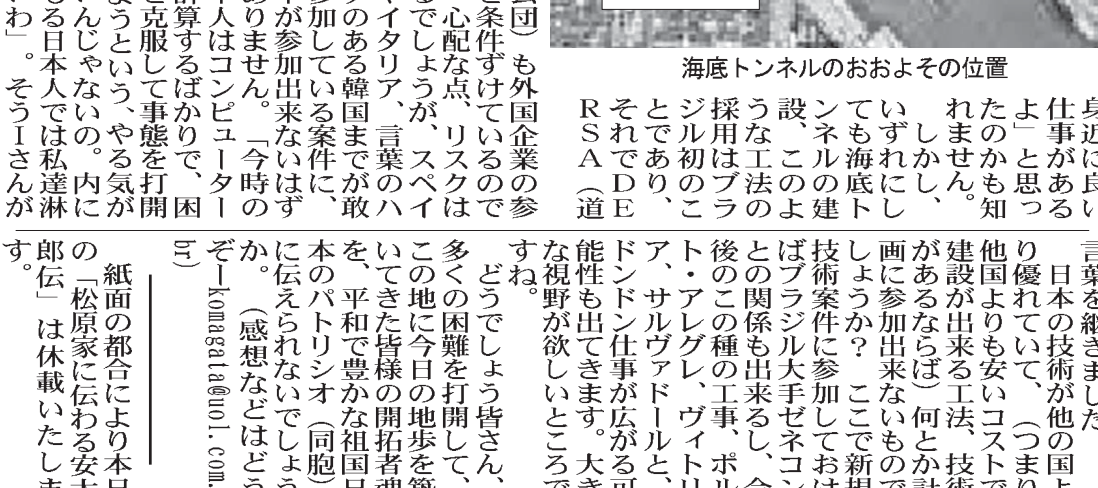 海底トンネルのおおよその位置
身近に良い
仕事がある
よ」と思っ
たのかも知
れません。
しかし、
いずれにし
ても海底ト
ンネルの建
設、このよ
うな工法の
採用はブラ
ジル初のこ
とであり、
それでＤＥ
ＲＳＡ（道
公団）も外国企業の参
と条件ずけているので
心配な点、リスクは
るでしょうが、スペイ
やイタリア、言葉のハ
のある韓国までが敢
参加している案件に、
が参加出来ないはず
ありません。「今時の
本人はコンピューター
計算するばかりで、困
を克服して事態を打開
ようという、やる気が
いんじゃないの。内に
る日本人では私達淋
わ」。そうＩさんが
言葉を継ぎました
日本の技術が他の国よ
り優れていて、（つまり
他国よりも安いコストで
建設が出来る工法、技術
があるならば）何とか計
画に参加出来ないもので
しょうか？　ここで新規
技術案件に参加しておけ
ばブラジル大手ゼネコン
との関係も出来るし、今
後のこの種の工事、ポル
ト・アレグレ、ヴィトリ
ア、サルヴァドールと、
ドンドン仕事が広がる可
能性も出てきます。大き
な視野が欲しいところで
すね。
どうでしょう皆さん、
多くの困難を打開して、
この地に今日の地歩を築
いてきた皆様の開拓者魂
を、平和で豊かな祖国日
本のパトリシオ（同胞）
に伝えられないでしょう
か。（感想などはどう
ぞーkomagata@uol.com.
br）
紙面の都合により本日
の「松原家に伝わる安太
郎伝」は休載いたしま
す。